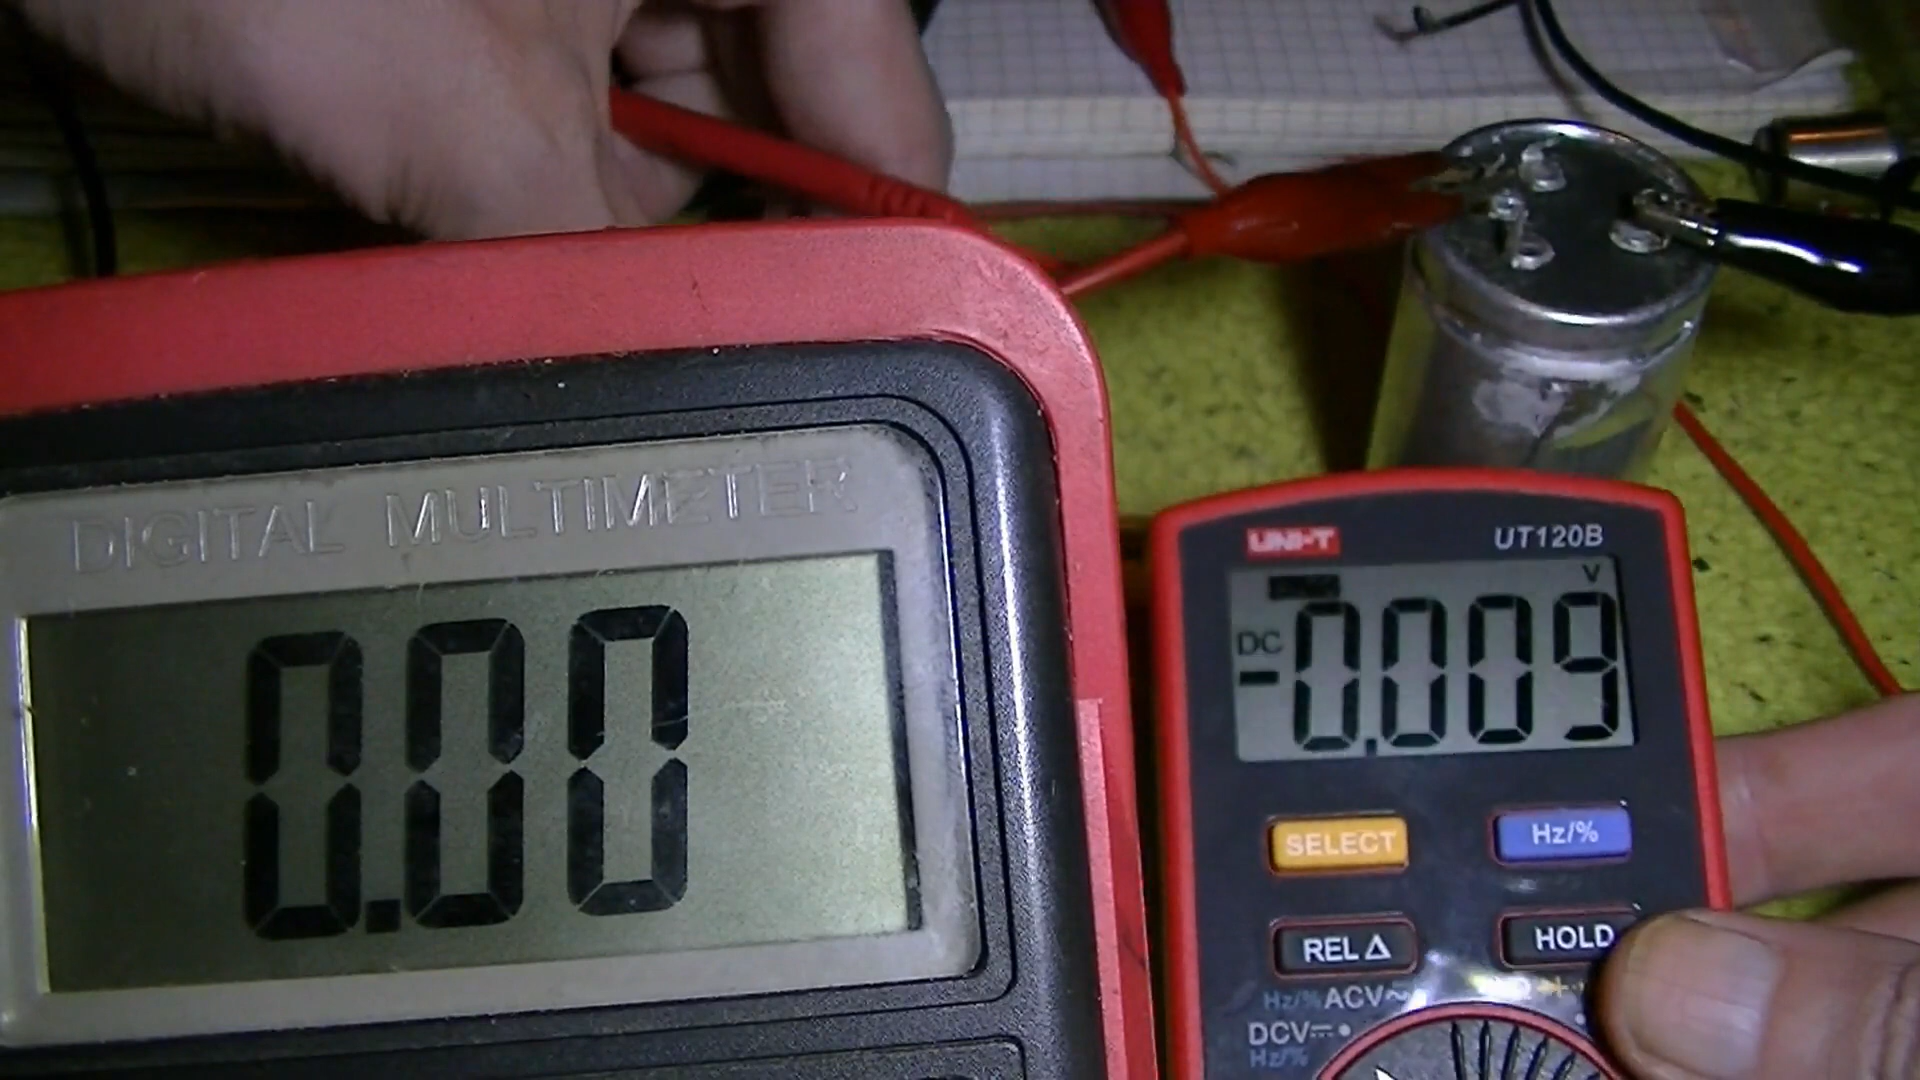 DIGITAL MULTIMETER
0.00
UNI-T UT120B
V
DC
-0.009
SELECT Hz/%
REL Δ HOLD
Hz/% ACV~
DCV⎓
Hz/%